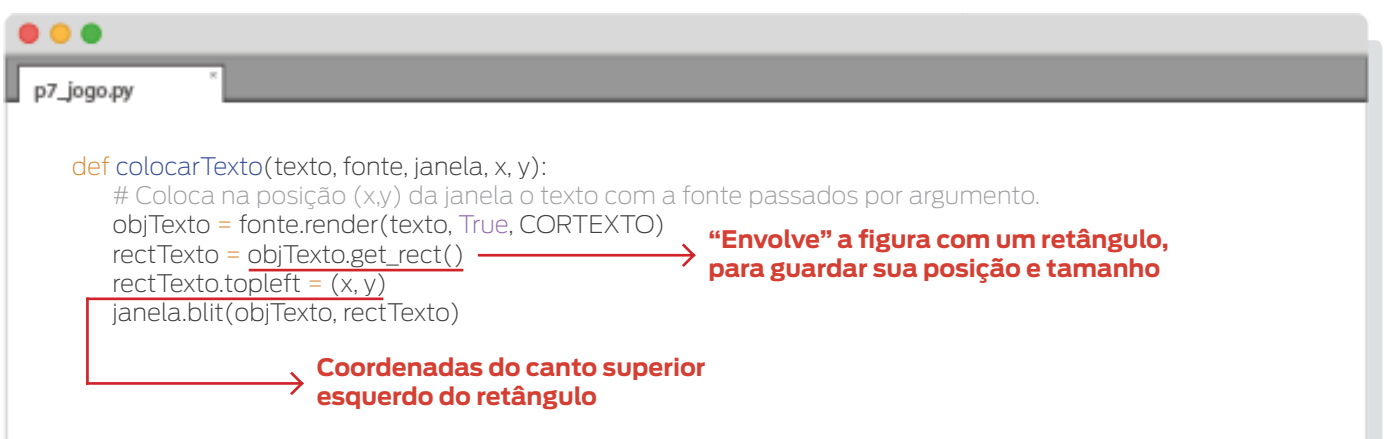 p7_jogo.py
def colocarTexto(texto, fonte, janela, x, y):
# Coloca na posição (x,y) da janela o texto com a fonte passados por argumento.
objTexto = fonte.render(texto, True, CORTEXTO)
rectTexto = objTexto.get_rect()
rectTexto.topleft = (x, y)
janela.blit(objTexto, rectTexto)
“Envolve” a figura com um retângulo,
para guardar sua posição e tamanho
Coordenadas do canto superior
esquerdo do retângulo